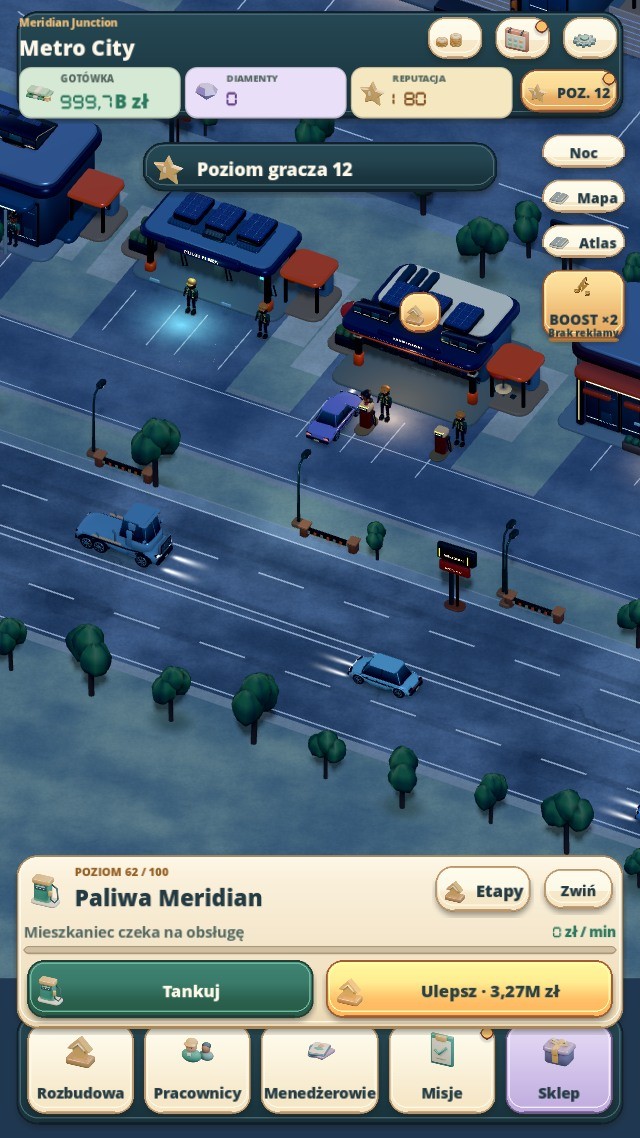 Meridian Junction
Metro City
GOTÓWKA
999,7B zł
DIAMENTY
0
REPUTACJA
180
POZ. 12
Poziom gracza 12
Noc
Mapa
Atlas
BOOST ×2
Brak reklamy
POZIOM 62 / 100
Paliwa Meridian
Etapy
Zwiń
Mieszkaniec czeka na obsługę
0 zł / min
Tankuj
Ulepsz · 3,27M zł
Rozbudowa
Pracownicy
Menedżerowie
Misje
Sklep